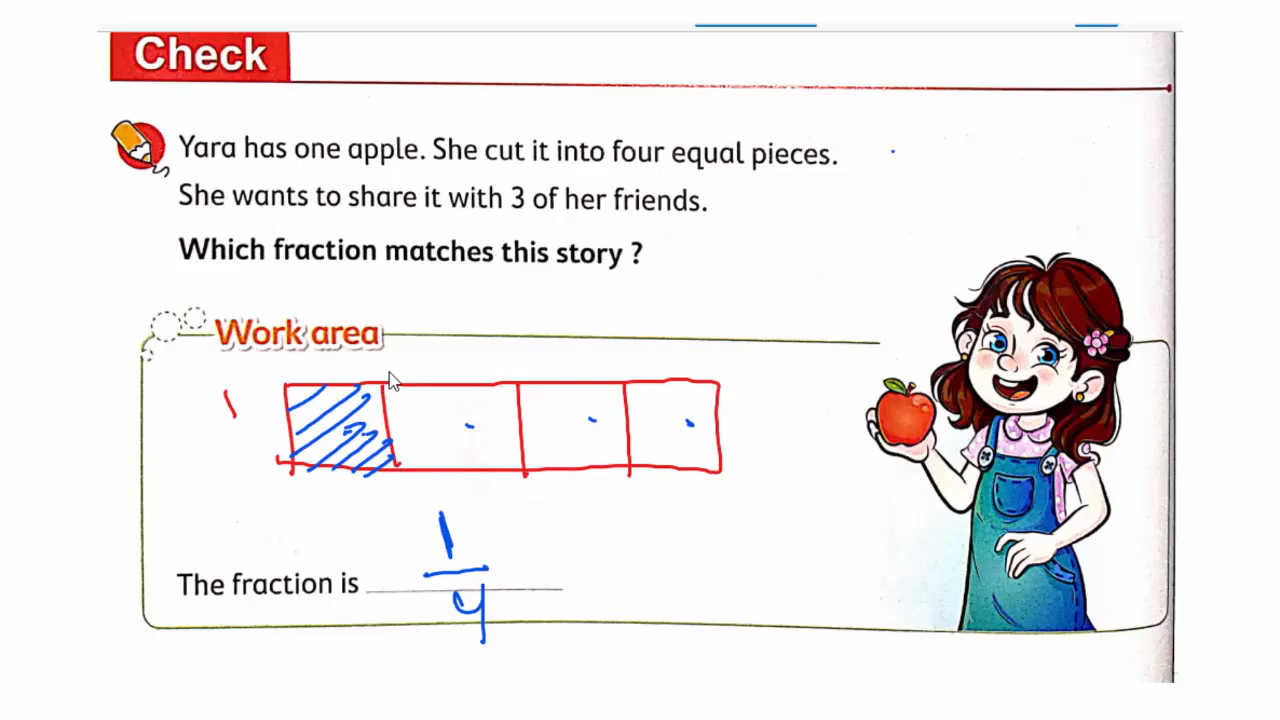 Check
Yara has one apple. She cut it into four equal pieces.
She wants to share it with 3 of her friends.
Which fraction matches this story ?
Work area
1
The fraction is 1/4